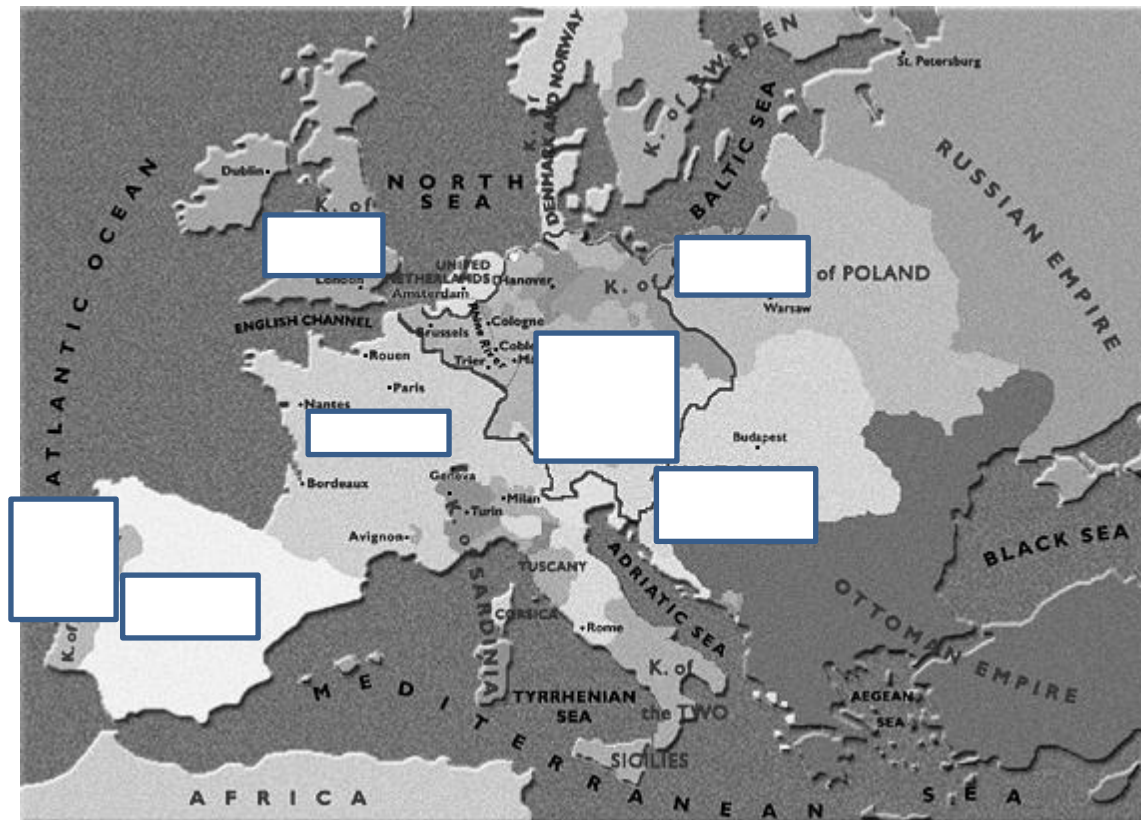 St. Petersburg
K. of SWEDEN
K. of DENMARK AND NORWAY
BALTIC SEA
RUSSIAN EMPIRE
ATLANTIC OCEAN
Dublin
NORTH
SEA
K. of
UNITED
NETHERLANDS
Hanover
K. of
of POLAND
London
Amsterdam
Warsaw
ENGLISH CHANNEL
Rhine River
Cologne
Brussels
Rouen
Trier
Paris
Nantes
Budapest
Geneva
Milan
Bordeaux
Turin
Avignon
K. o
SARDINIA
TUSCANY
ADRIATIC SEA
BLACK SEA
CORSICA
OTTOMAN EMPIRE
K. of
Rome
K. of
the TWO
SICILIES
MEDITERRANEAN SEA
TYRRHENIAN
SEA
AEGEAN
SEA
AFRICA